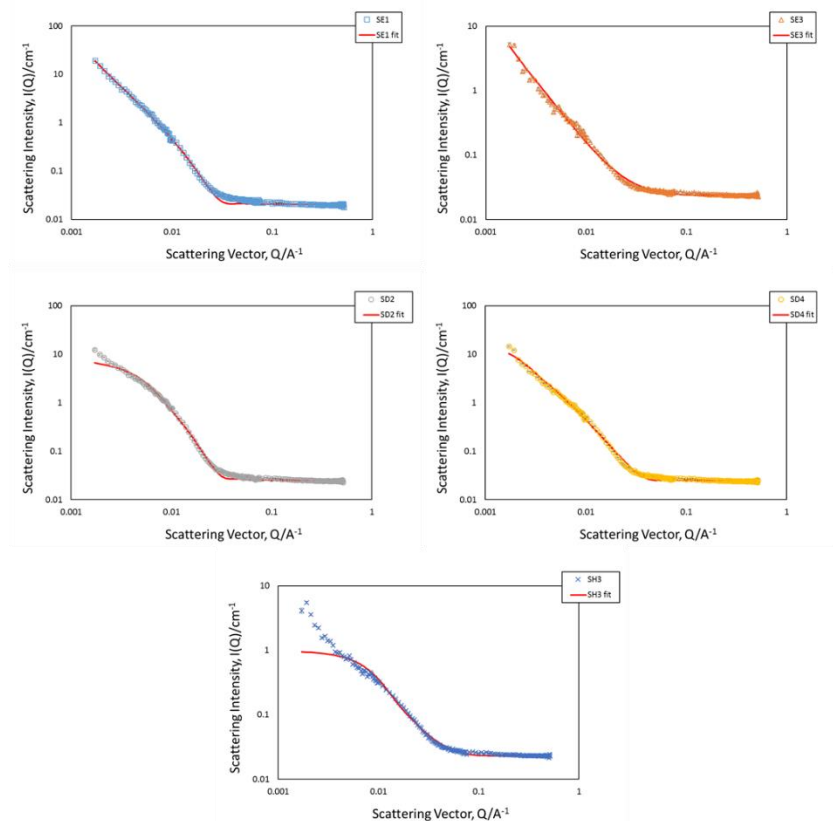 SE1
SE1 fit
Scattering Intensity, I(Q)/cm⁻¹
100
10
1
0.1
0.01
0.001
0.01
0.1
1
Scattering Vector, Q/A⁻¹
SE3
SE3 fit
Scattering Intensity, I(Q)/cm⁻¹
10
1
0.1
0.01
0.001
0.01
0.1
1
Scattering Vector, Q/A⁻¹
SD2
SD2 fit
Scattering Intensity, I(Q)/cm⁻¹
100
10
1
0.1
0.01
0.001
0.01
0.1
1
Scattering Vector, Q/A⁻¹
SD4
SD4 fit
Scattering Intensity, I(Q)/cm⁻¹
100
10
1
0.1
0.01
0.001
0.01
0.1
1
Scattering Vector, Q/A⁻¹
SH3
SH3 fit
Scattering Intensity, I(Q)/cm⁻¹
10
1
0.1
0.01
0.001
0.01
0.1
1
Scattering Vector, Q/A⁻¹